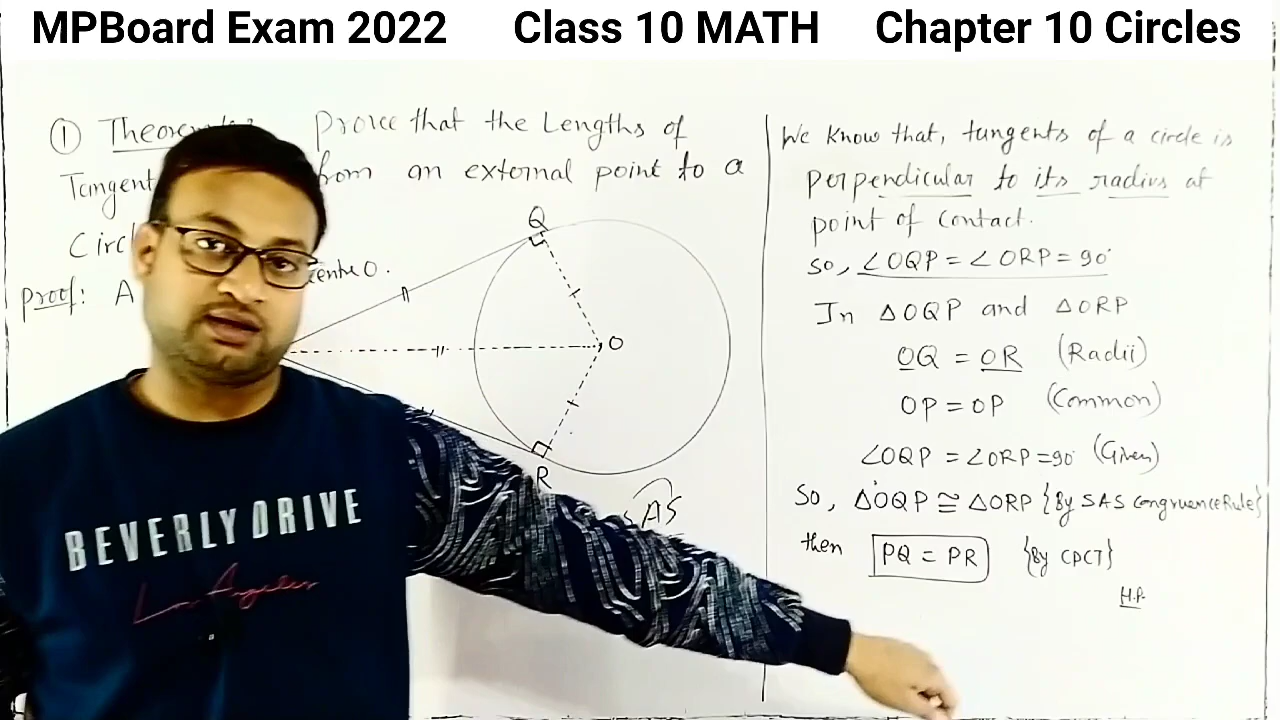 MPBoard Exam 2022 Class 10 MATH Chapter 10 Circles
① Theorem Prove that the Lengths of
Tangent from an external point to a
Circl
Proof: A centre O.
Q
O
R
SAS
We know that, tangents of a circle is
perpendicular to its radius at
point of contact.
So, ∠OQP = ∠ORP = 90°
In △OQP and △ORP
OQ = OR (Radii)
OP = OP (Common)
∠OQP = ∠ORP = 90° (Given)
So, △OQP ≅ △ORP {By SAS congruence Rule}
then PQ = PR {By CPCT}
H.P.
BEVERLY DRIVE
Los Angeles